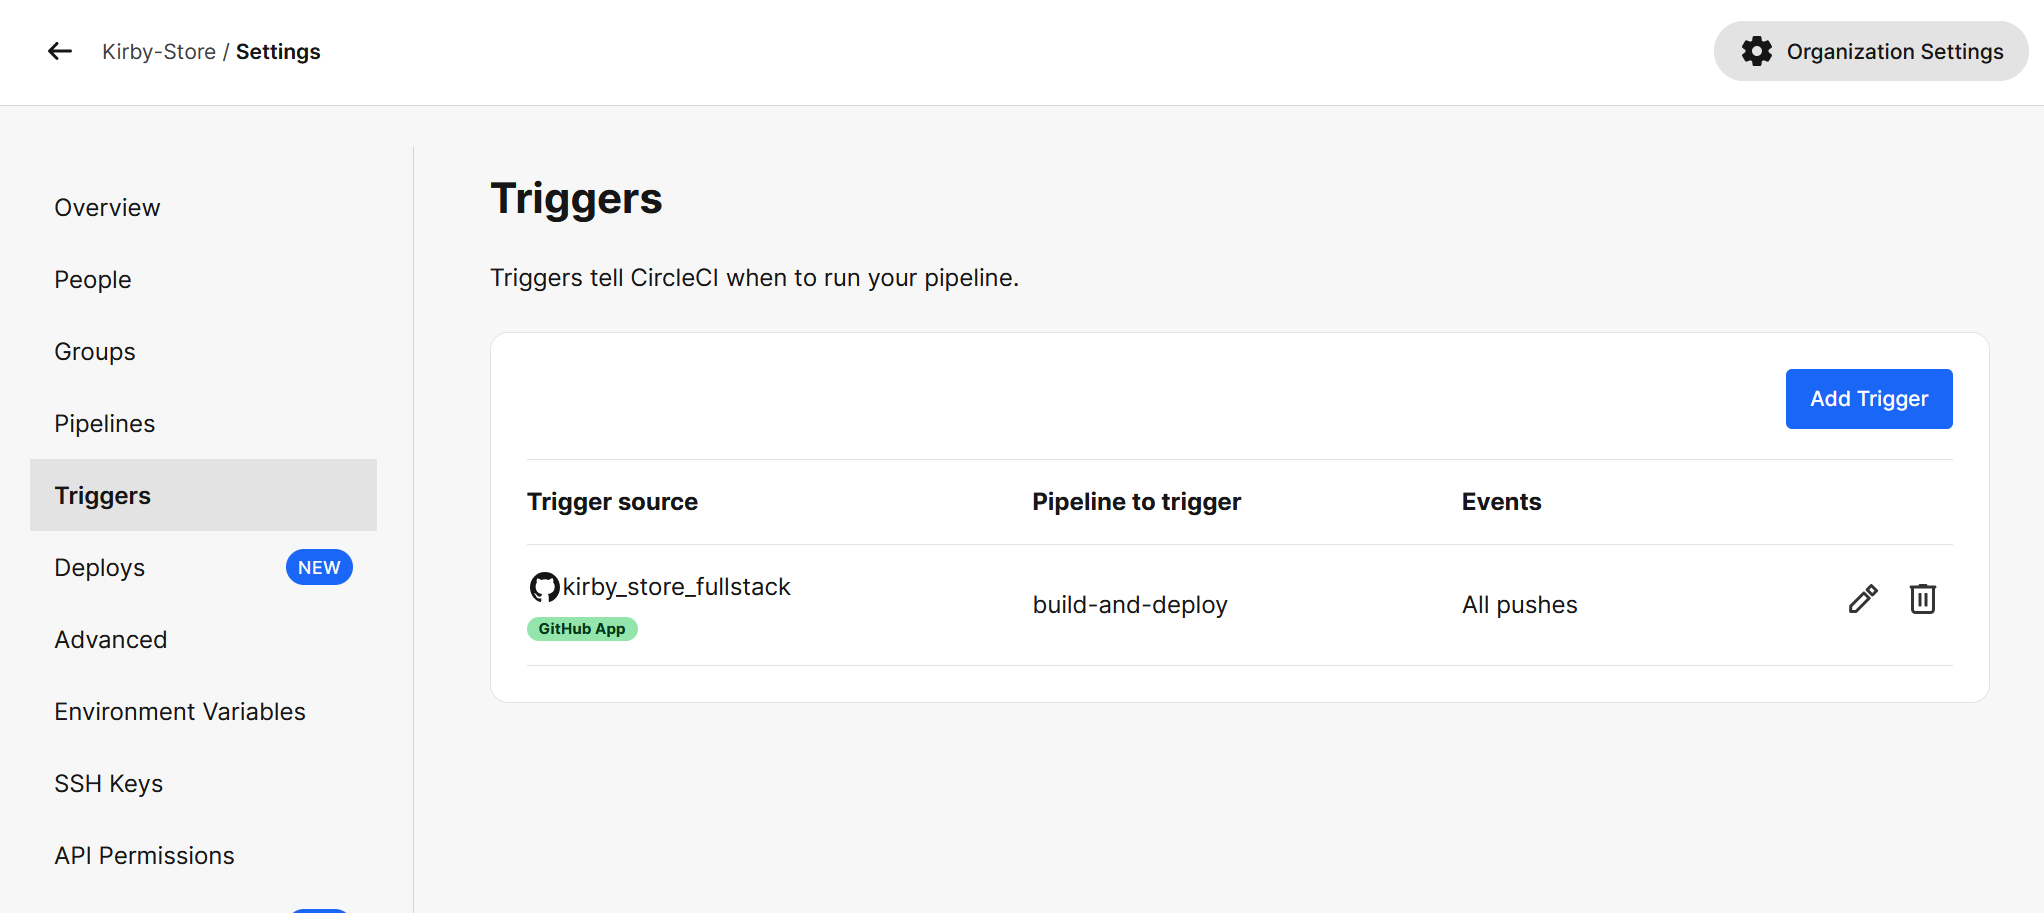 Kirby-Store / Settings
Organization Settings
Overview
People
Groups
Pipelines
Triggers
Deploys NEW
Advanced
Environment Variables
SSH Keys
API Permissions
Triggers
Triggers tell CircleCI when to run your pipeline.
Add Trigger
Trigger source Pipeline to trigger Events
kirby_store_fullstack build-and-deploy All pushes
GitHub App